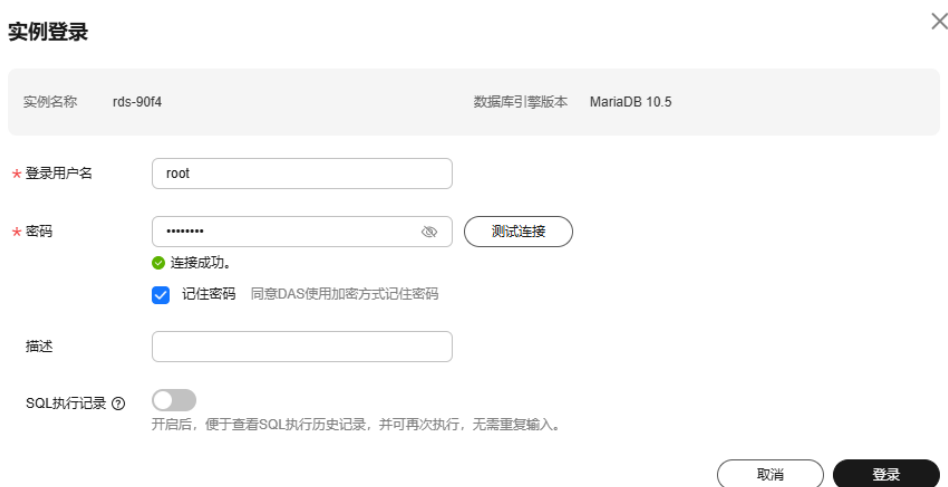 实例登录
实例名称 rds-90f4 数据库引擎版本 MariaDB 10.5
* 登录用户名 root
* 密码 •••••••• 测试连接
连接成功。
记住密码 同意DAS使用加密方式记住密码
描述
SQL执行记录 ?
开启后，便于查看SQL执行历史记录，并可再次执行，无需重复输入。
取消 登录